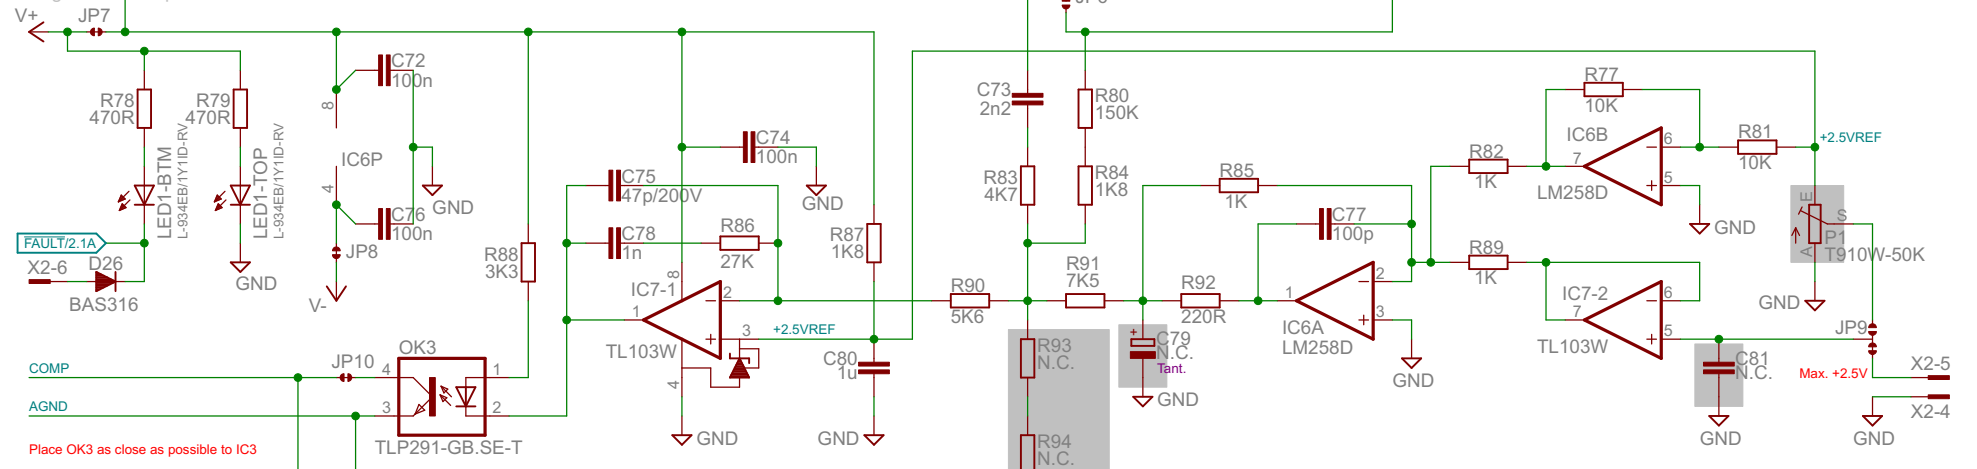 V+
JP7
C72
100n
8
R78
470R
R79
470R
C73
2n2
R80
150K
R77
10K
IC6B
6
7
5
LM258D
R81
10K
+2.5VREF
LED1-BTM
L-934EB/1Y1ID-RV
LED1-TOP
L-934EB/1Y1ID-RV
IC6P
4
C74
100n
GND
GND
C75
47p/200V
R83
4K7
R84
1K8
R85
1K
R82
1K
GND
E
S
A
P1
T910W-50K
C76
100n
C77
100p
C78
1n
R86
27K
R87
1K8
R88
3K3
FAULT/2.1A
X2-6
D26
BAS316
GND
JP8
V-
IC7-1
8
2
1
3
4
TL103W
+2.5VREF
R90
5K6
R91
7K5
R92
220R
1
2
3
IC6A
LM258D
R89
1K
IC7-2
6
7
5
TL103W
GND
JP9
C80
1u
R93
N.C.
+
C79
N.C.
Tant.
GND
GND
C81
N.C.
Max. +2.5V
X2-5
X2-4
COMP
JP10
OK3
4
1
AGND
3
2
TLP291-GB.SE-T
GND
GND
R94
N.C.
GND
GND
Place OK3 as close as possible to IC3